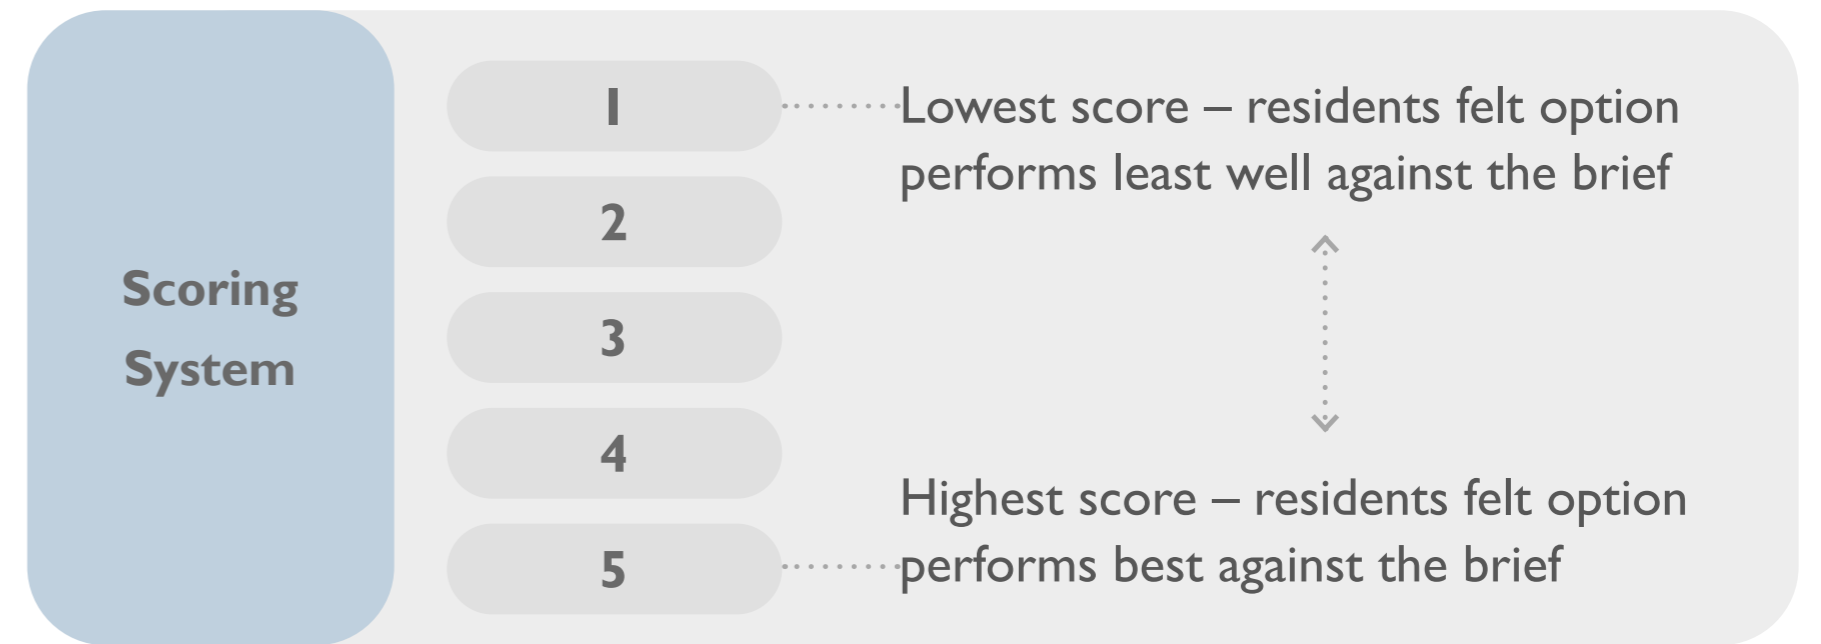 Scoring
System
1
Lowest score – residents felt option
performs least well against the brief
2
3
4
5
Highest score – residents felt option
performs best against the brief